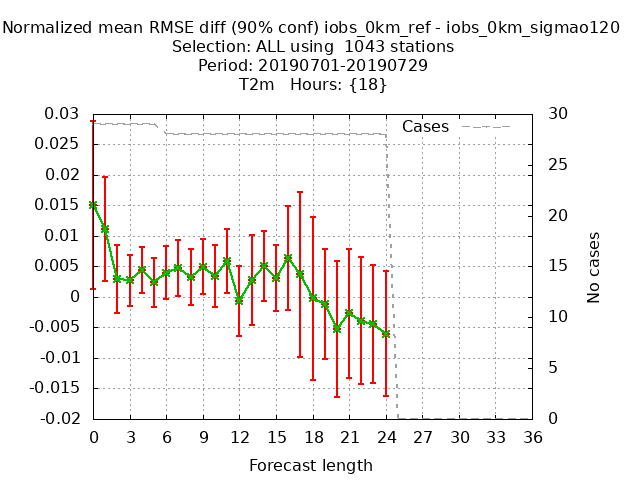 Normalized mean RMSE diff (90% conf) iobs_0km_ref - iobs_0km_sigmao120
Selection: ALL using  1043 stations
Period: 20190701-20190729
T2m   Hours: {18}
0.03
0.025
0.02
0.015
0.01
0.005
0
-0.005
-0.01
-0.015
-0.02
Cases
30
25
20
15
10
5
0
No cases
0 3 6 9 12 15 18 21 24 27 30 33 36
Forecast length